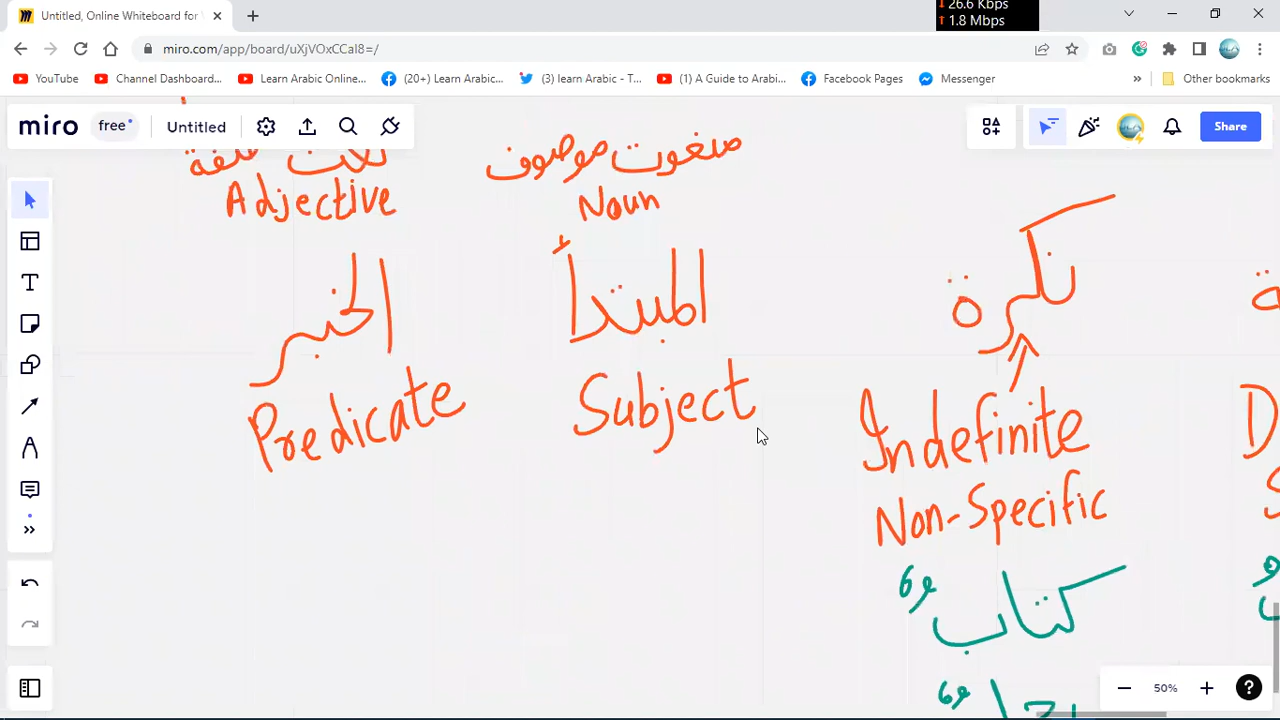 26.6 Kbps
1.8 Mbps
Untitled, Online Whiteboard for V
miro.com/app/board/uXjVOxCCal8=/
YouTube
Channel Dashboard...
Learn Arabic Online...
(20+) Learn Arabic...
(3) learn Arabic - T...
(1) A Guide to Arabi...
Facebook Pages
Messenger
»
Other bookmarks
miro
free
Untitled
Share
منعوت موصوف
صفة
Adjective
Noun
نكرة
المبتدأ
الخبر
Predicate
Subject
Indefinite
Non-Specific
كتاب
50%